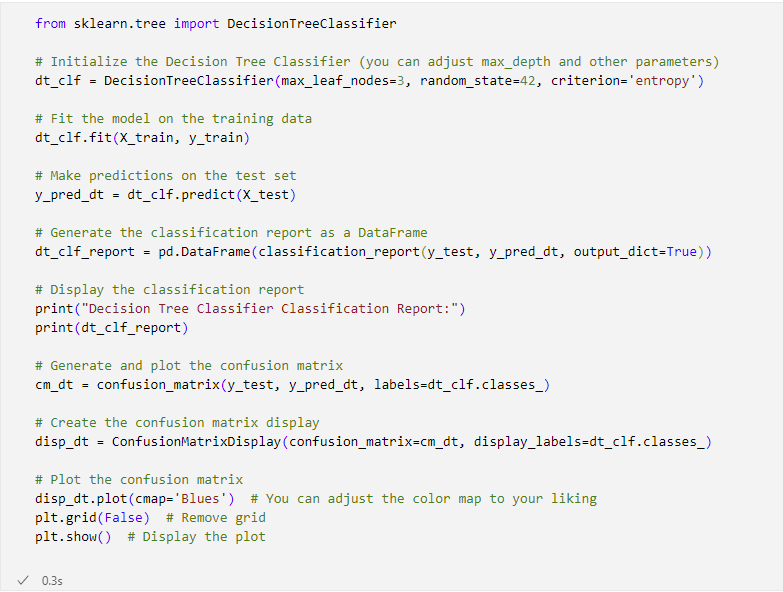 from sklearn.tree import DecisionTreeClassifier
# Initialize the Decision Tree Classifier (you can adjust max_depth and other parameters)
dt_clf = DecisionTreeClassifier(max_leaf_nodes=3, random_state=42, criterion='entropy')
# Fit the model on the training data
dt_clf.fit(X_train, y_train)
# Make predictions on the test set
y_pred_dt = dt_clf.predict(X_test)
# Generate the classification report as a DataFrame
dt_clf_report = pd.DataFrame(classification_report(y_test, y_pred_dt, output_dict=True))
# Display the classification report
print("Decision Tree Classifier Classification Report:")
print(dt_clf_report)
# Generate and plot the confusion matrix
cm_dt = confusion_matrix(y_test, y_pred_dt, labels=dt_clf.classes_)
# Create the confusion matrix display
disp_dt = ConfusionMatrixDisplay(confusion_matrix=cm_dt, display_labels=dt_clf.classes_)
# Plot the confusion matrix
disp_dt.plot(cmap='Blues')  # You can adjust the color map to your liking
plt.grid(False)  # Remove grid
plt.show()  # Display the plot
✓ 0.3s